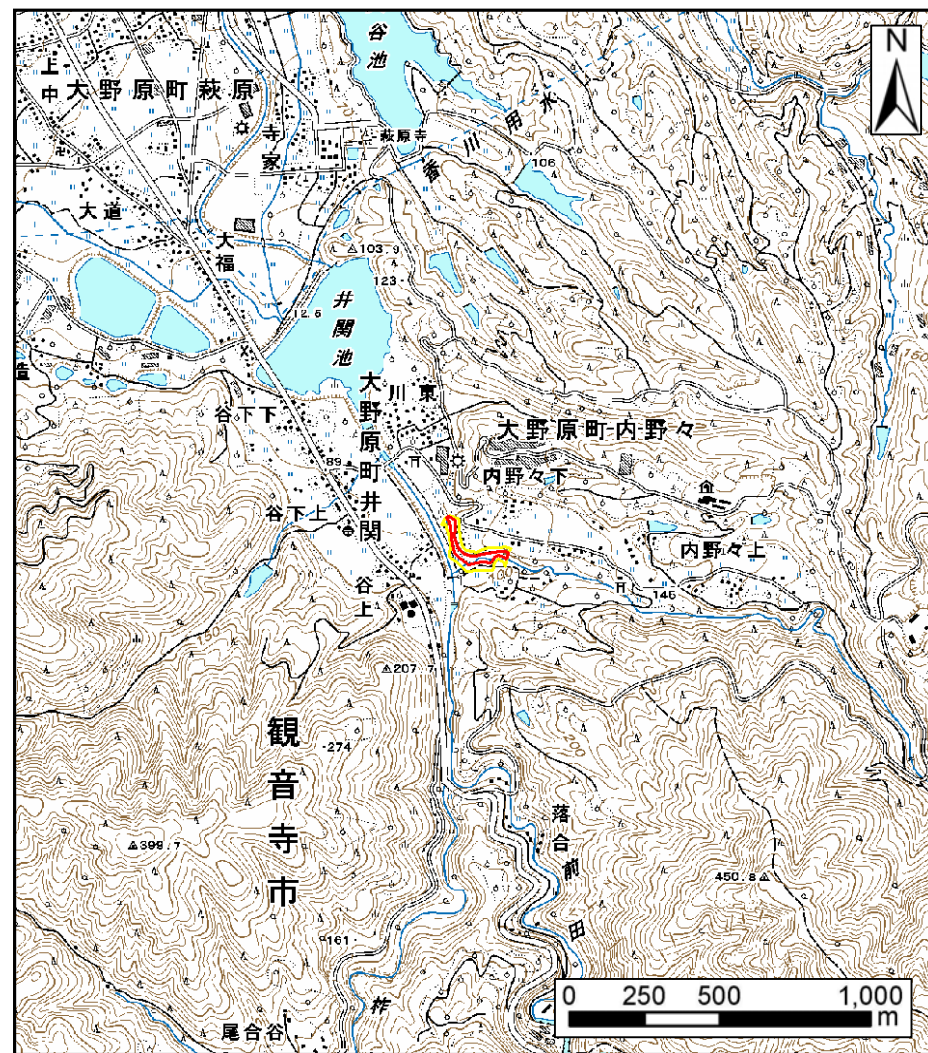 谷池
N
上中
大野原町萩原
寺家
萩原寺
香川用水
106
大道
大福
103.9
123
井関池
川東
大野原町井関
谷下下
大野原町内野々
89
内野々下
谷下上
内野々上
谷上
146
207.7
200
観音寺市
274
落合
前田
399.7
450.8
161
柞
尾合谷
0 250 500 1,000
m